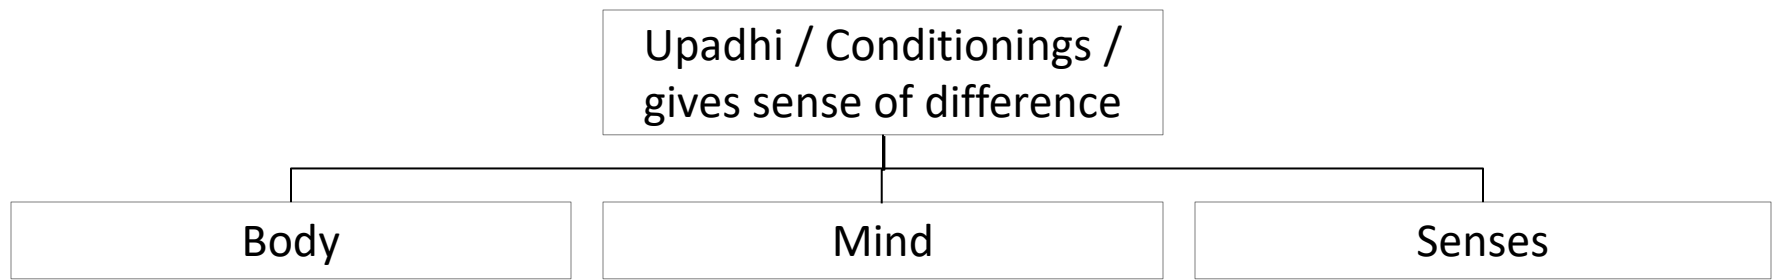 Upadhi / Conditionings /
gives sense of difference
Body
Mind
Senses